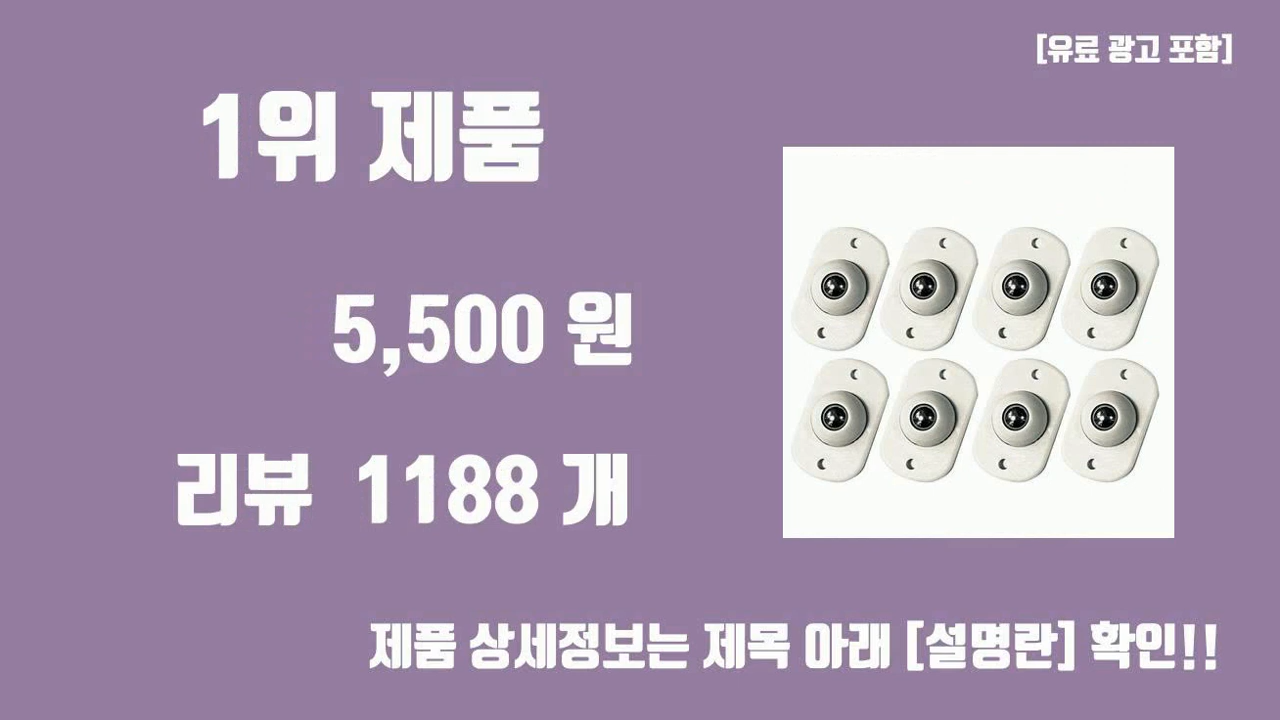 [유료 광고 포함]
1위 제품
5,500 원
리뷰 1188 개
제품 상세정보는 제목 아래 [설명란] 확인!!